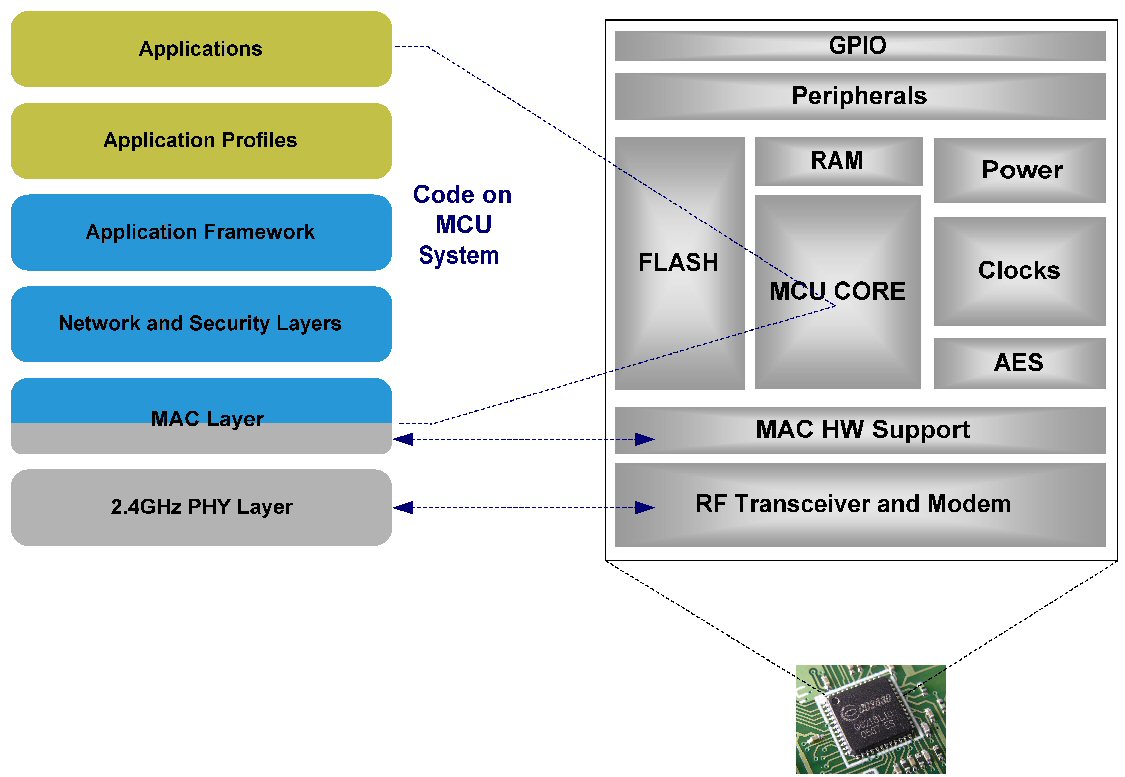 Applications
Application Profiles
Application Framework
Network and Security Layers
MAC Layer
2.4GHz PHY Layer
Code on
MCU
System
GPIO
Peripherals
FLASH
RAM
MCU CORE
Power
Clocks
AES
MAC HW Support
RF Transceiver and Modem